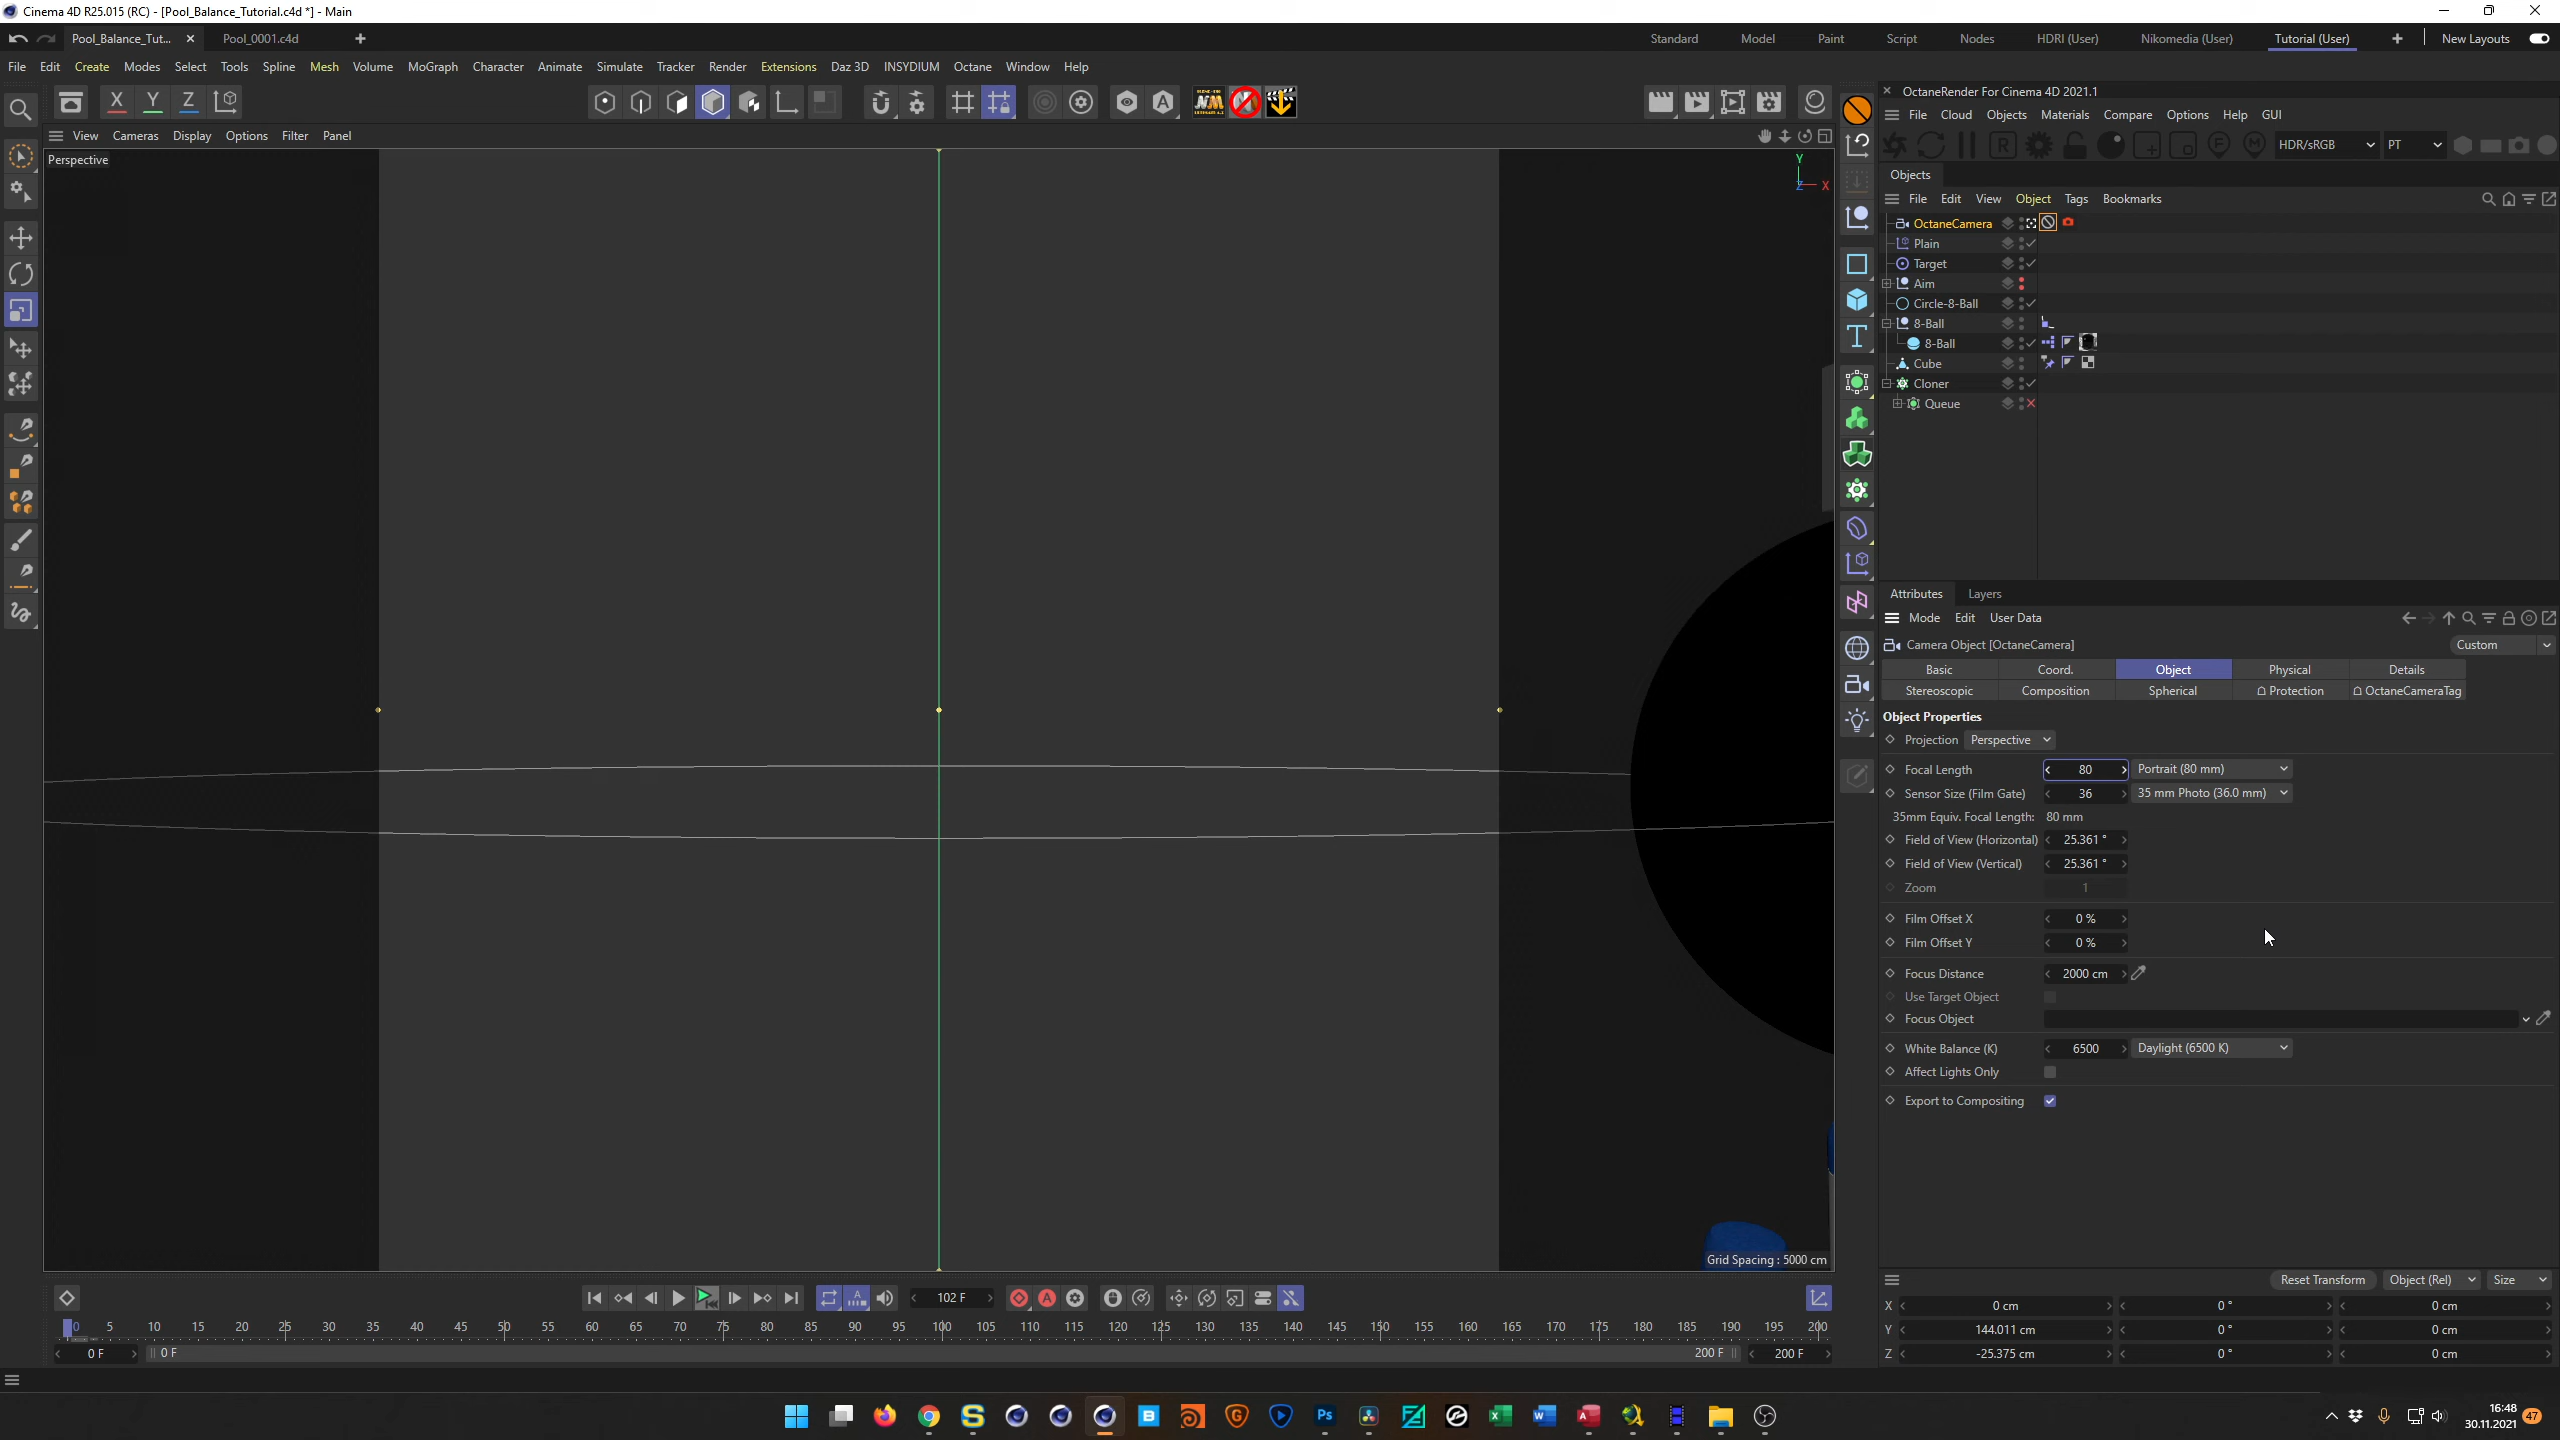 Cinema 4D R25.015 (RC) - [Pool_Balance_Tutorial.c4d *] - Main
Pool_Balance_Tut... Pool_0001.c4d Standard Model Paint Script Nodes HDRI (User) Nikomedia (User) Tutorial (User) New Layouts
File Edit Create Modes Select Tools Spline Mesh Volume MoGraph Character Animate Simulate Tracker Render Extensions Daz 3D INSYDIUM Octane Window Help
X Y Z
OctaneRender For Cinema 4D 2021.1
File Cloud Objects Materials Compare Options Help GUI
View Cameras Display Options Filter Panel
HDR/sRGB PT
Perspective
Y
Z X
Objects
File Edit View Object Tags Bookmarks
OctaneCamera
Plain
Target
Aim
Circle-8-Ball
8-Ball
8-Ball
Cube
Cloner
Queue
Attributes Layers
Mode Edit User Data
Camera Object [OctaneCamera] Custom
Basic Coord. Object Physical Details
Stereoscopic Composition Spherical Protection OctaneCameraTag
Object Properties
Projection Perspective
Focal Length 80 Portrait (80 mm)
Sensor Size (Film Gate) 36 35 mm Photo (36.0 mm)
35mm Equiv. Focal Length: 80 mm
Field of View (Horizontal) 25.361 °
Field of View (Vertical) 25.361 °
Zoom 1
Film Offset X 0 %
Film Offset Y 0 %
Focus Distance 2000 cm
Use Target Object
Focus Object
White Balance (K) 6500 Daylight (6500 K)
Affect Lights Only
Export to Compositing
Grid Spacing : 5000 cm
Reset Transform Object (Rel) Size
X 0 cm 0 ° 0 cm
Y 144.011 cm 0 ° 0 cm
Z -25.375 cm 0 ° 0 cm
102 F
0 5 10 15 20 25 30 35 40 45 50 55 60 65 70 75 80 85 90 95 100 105 110 115 120 125 130 135 140 145 150 155 160 165 170 175 180 185 190 195 200
0 F 0 F 200 F 200 F
16:48
30.11.2021
47